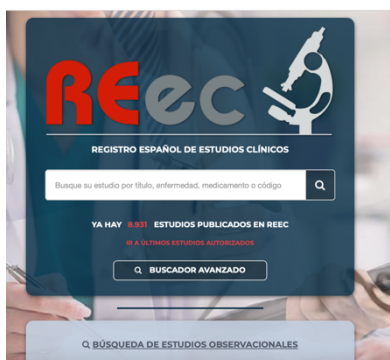 REec
REGISTRO ESPAÑOL DE ESTUDIOS CLÍNICOS
Busque su estudio por título, enfermedad, medicamento o código
YA HAY 9.931 ESTUDIOS PUBLICADOS EN REEC
IR A ÚLTIMOS ESTUDIOS AUTORIZADOS
BUSCADOR AVANZADO
BÚSQUEDA DE ESTUDIOS OBSERVACIONALES